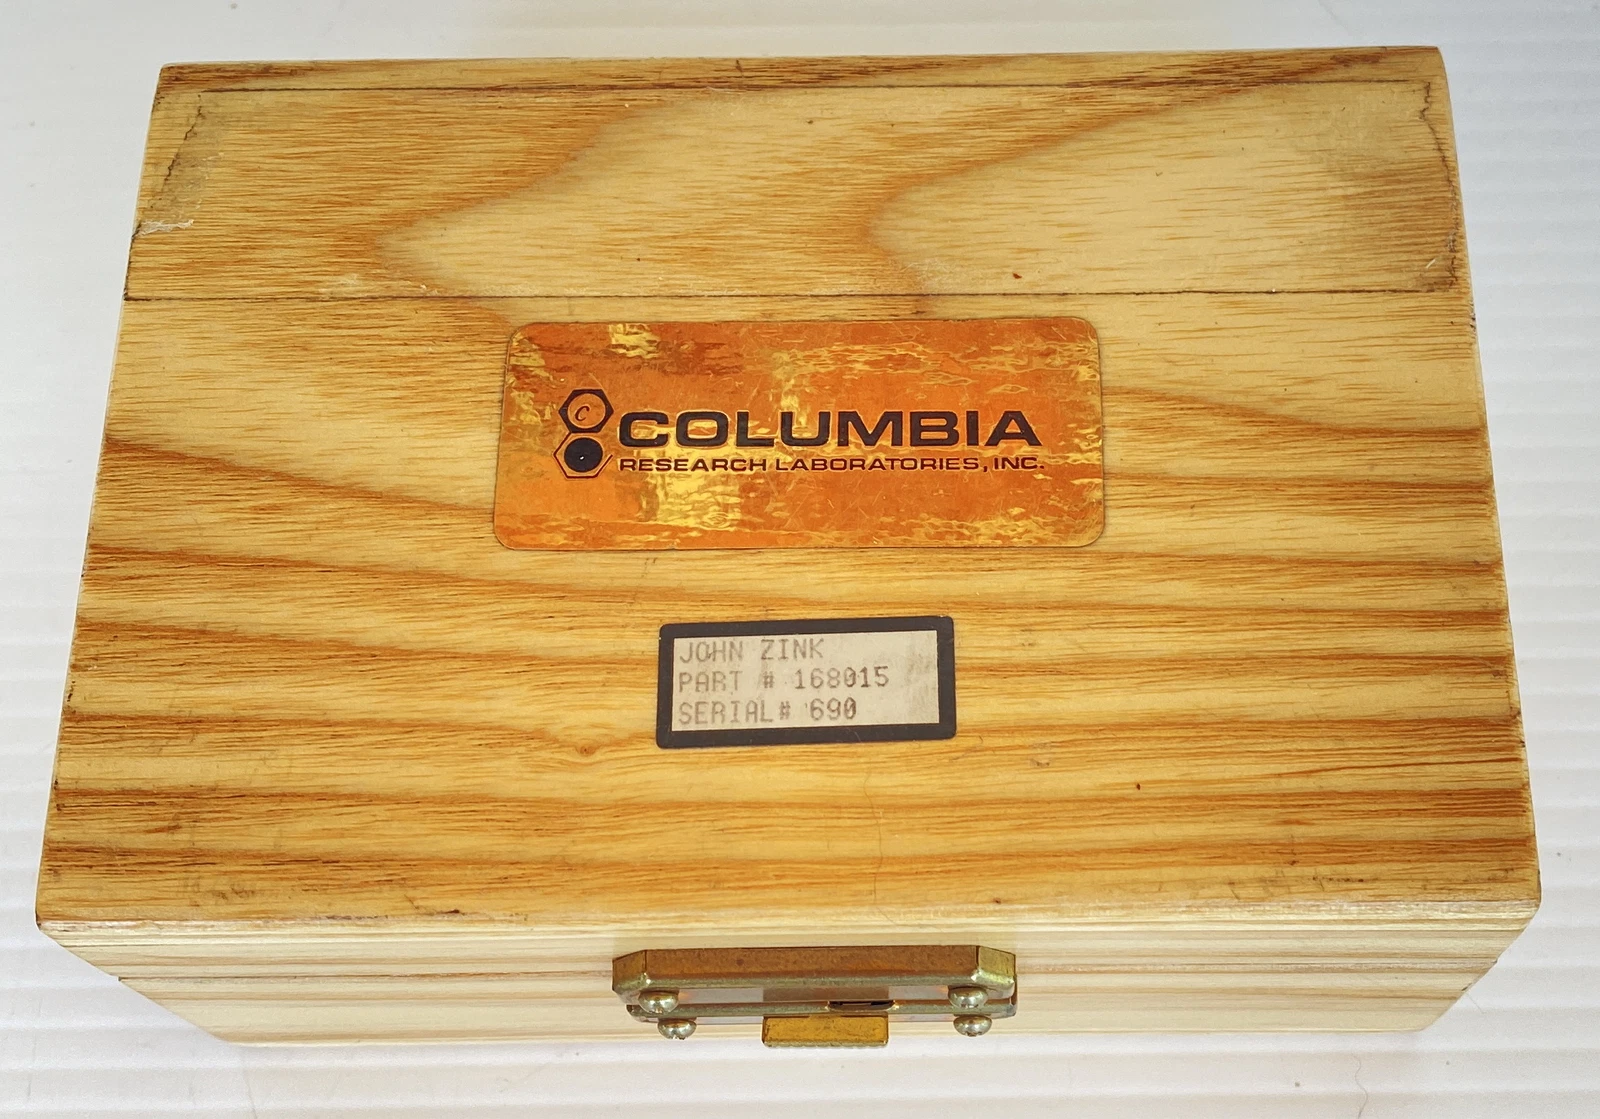 C
COLUMBIA
RESEARCH LABORATORIES, INC.
JOHN ZINK
PART # 168015
SERIAL# 690